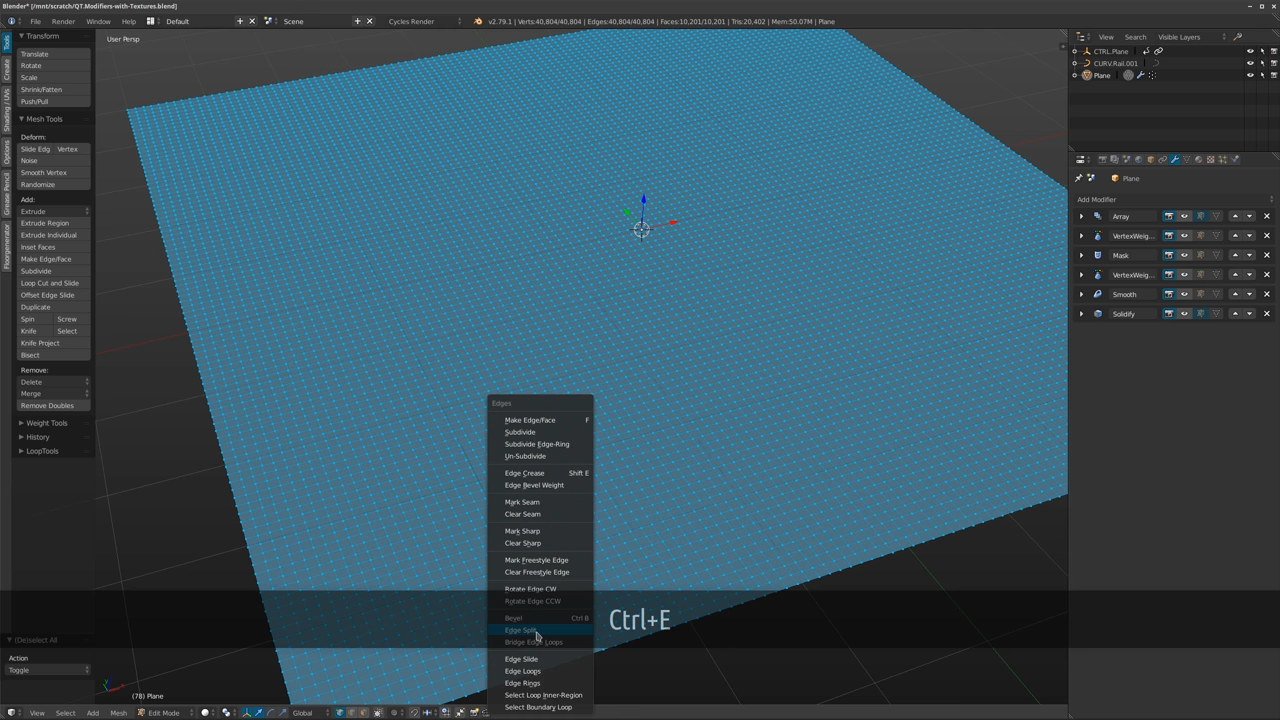 Blender* [/mnt/scratch/QT.Modifiers-with-Textures.blend]
File Render Window Help Default Scene Cycles Render v2.79.1 | Verts:40,804/40,804 | Edges:40,804/40,804 | Faces:10,201/10,201 | Tris:20,402 | Mem:50.07M | Plane
Tools
Create
Shading / UVs
Options
Grease Pencil
Floorgenerator
Transform
Translate
Rotate
Scale
Shrink/Fatten
Push/Pull
Mesh Tools
Deform:
Slide Edg Vertex
Noise
Smooth Vertex
Randomize
Add:
Extrude
Extrude Region
Extrude Individual
Inset Faces
Make Edge/Face
Subdivide
Loop Cut and Slide
Offset Edge Slide
Duplicate
Spin Screw
Knife Select
Knife Project
Bisect
Remove:
Delete
Merge
Remove Doubles
Weight Tools
History
LoopTools
(De)select All
Action
Toggle
User Persp
Edges
Make Edge/Face F
Subdivide
Subdivide Edge-Ring
Un-Subdivide
Edge Crease Shift E
Edge Bevel Weight
Mark Seam
Clear Seam
Mark Sharp
Clear Sharp
Mark Freestyle Edge
Clear Freestyle Edge
Rotate Edge CW
Rotate Edge CCW
Bevel Ctrl B
Edge Split
Bridge Edge Loops
Edge Slide
Edge Loops
Edge Rings
Select Loop Inner-Region
Select Boundary Loop
Ctrl+E
(78) Plane
View Select Add Mesh Edit Mode Global
View Search Visible Layers
CTRL.Plane
CURV.Rail.001
Plane
Plane
Add Modifier
Array
VertexWeig...
Mask
VertexWeig...
Smooth
Solidify